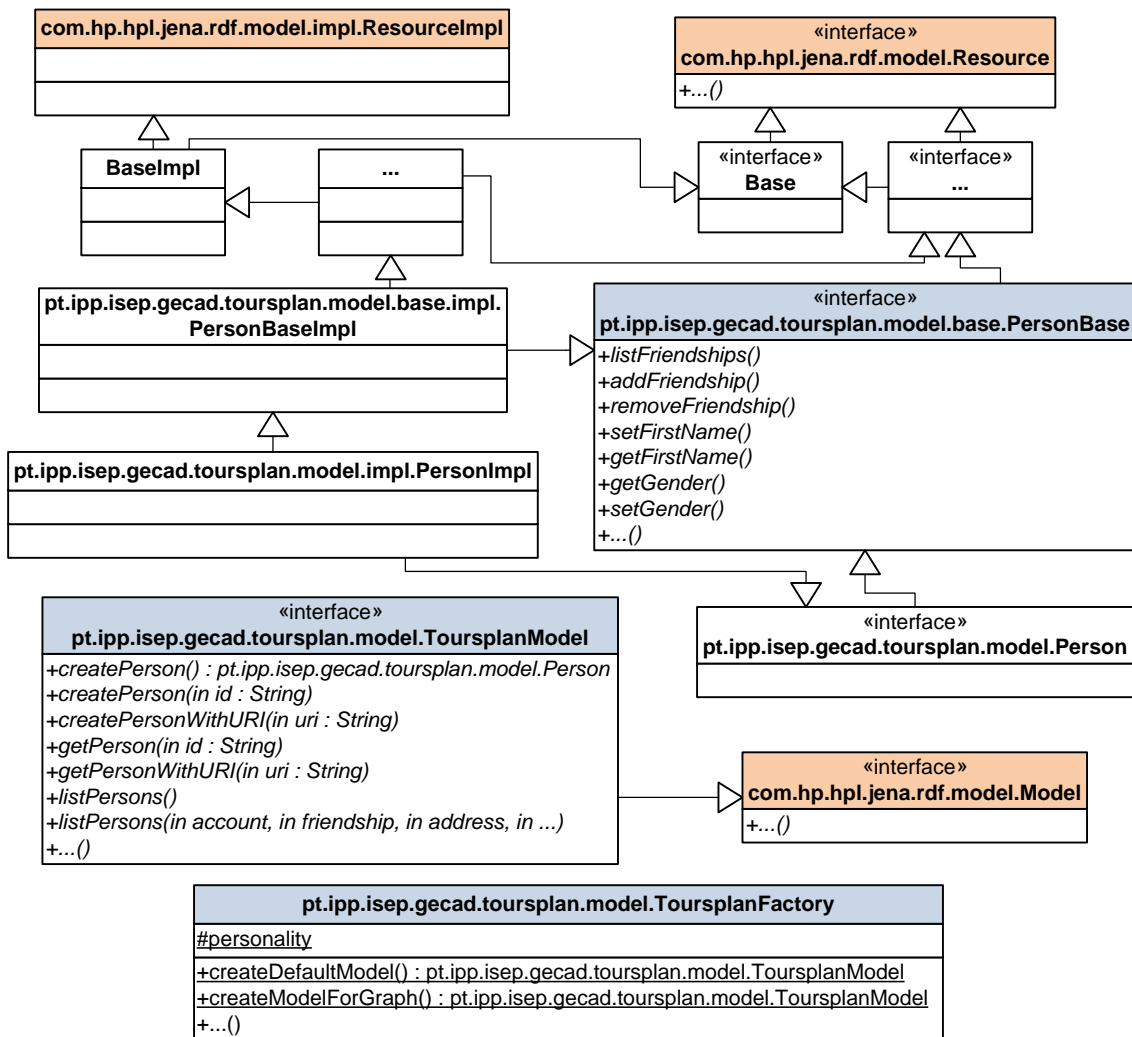 com.hp.hpl.jena.rdf.model.impl.ResourceImpl
«interface»
com.hp.hpl.jena.rdf.model.Resource
+...()
BaseImpl
...
«interface»
Base
«interface»
...
pt.ipp.isep.gecad.toursplan.model.base.impl.
PersonBaseImpl
«interface»
pt.ipp.isep.gecad.toursplan.model.base.PersonBase
+listFriendships()
+addFriendship()
+removeFriendship()
+setFirstName()
+getFirstName()
+getGender()
+setGender()
+...()
pt.ipp.isep.gecad.toursplan.model.impl.PersonImpl
«interface»
pt.ipp.isep.gecad.toursplan.model.ToursplanModel
+createPerson() : pt.ipp.isep.gecad.toursplan.model.Person
+createPerson(in id : String)
+createPersonWithURI(in uri : String)
+getPerson(in id : String)
+getPersonWithURI(in uri : String)
+listPersons()
+listPersons(in account, in friendship, in address, in ...)
+...()
«interface»
pt.ipp.isep.gecad.toursplan.model.Person
«interface»
com.hp.hpl.jena.rdf.model.Model
+...()
pt.ipp.isep.gecad.toursplan.model.ToursplanFactory
#personality
+createDefaultModel() : pt.ipp.isep.gecad.toursplan.model.ToursplanModel
+createModelForGraph() : pt.ipp.isep.gecad.toursplan.model.ToursplanModel
+...()